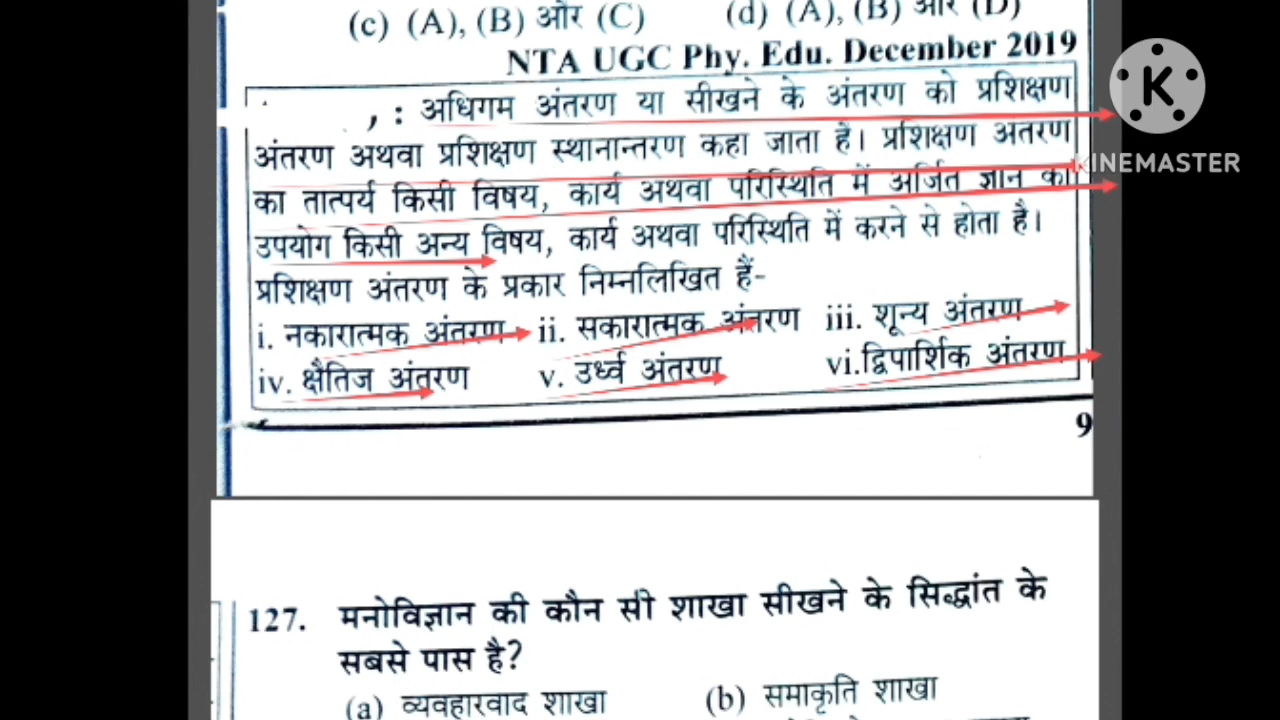 (c) (A), (B) ओर (C) (d) (A), (B) और (D)
NTA UGC Phy. Edu. December 2019
, : अधिगम अंतरण या सीखने के अंतरण को प्रशिक्षण
अंतरण अथवा प्रशिक्षण स्थानान्तरण कहा जाता है। प्रशिक्षण अतरण
का तात्पर्य किसी विषय, कार्य अथवा परिस्थिति में अर्जित ज्ञान का
उपयोग किसी अन्य विषय, कार्य अथवा परिस्थिति में करने से होता है।
प्रशिक्षण अंतरण के प्रकार निम्नलिखित हैं-
i. नकारात्मक अंतरण ii. सकारात्मक अंतरण iii. शून्य अंतरण
iv. क्षैतिज अंतरण v. उर्ध्व अंतरण vi.द्विपार्शिक अंतरण
9
K
KINEMASTER
127. मनोविज्ञान की कौन सी शाखा सीखने के सिद्धांत के
सबसे पास है?
(a) व्यवहारवाद शाखा (b) समाकृति शाखा